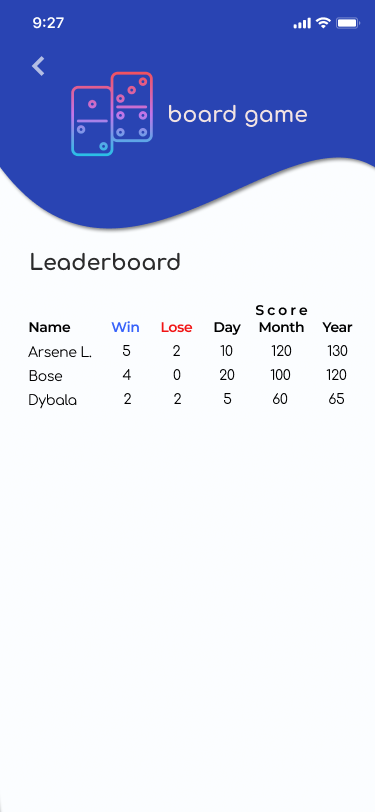 9:27
board game
Leaderboard
Score
Name Win Lose Day Month Year
Arsene L. 5 2 10 120 130
Bose 4 0 20 100 120
Dybala 2 2 5 60 65